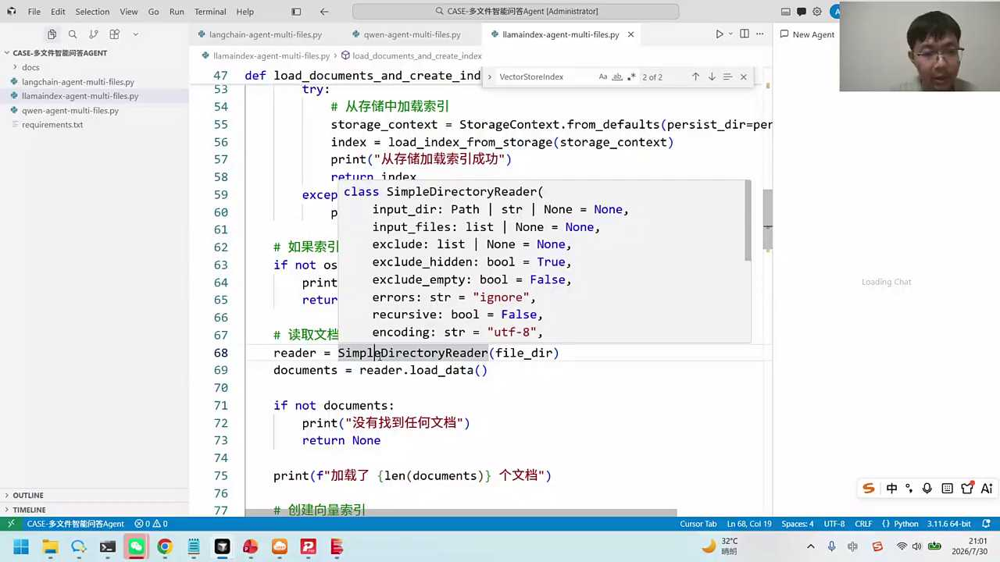 File Edit Selection View Go Run Terminal Help
CASE-多文件智能问答Agent [Administrator]
langchain-agent-multi-files.py
qwen-agent-multi-files.py
llamaindex-agent-multi-files.py
New Agent
CASE-多文件智能问答AGENT
docs
langchain-agent-multi-files.py
llamaindex-agent-multi-files.py
qwen-agent-multi-files.py
requirements.txt
llamaindex-agent-multi-files.py > load_documents_and_create_index
VectorStoreIndex Aa ab .* 2 of 2
47 def load_documents_and_create_ind
53 try:
54 # 从存储中加载索引
55 storage_context = StorageContext.from_defaults(persist_dir=per
56 index = load_index_from_storage(storage_context)
57 print("从存储加载索引成功")
58 return index
59 excep
60 p
61
62 # 如果索引
63 if not os
64 print
65 retur
66
67 # 读取文档
class SimpleDirectoryReader(
input_dir: Path | str | None = None,
input_files: list | None = None,
exclude: list | None = None,
exclude_hidden: bool = True,
exclude_empty: bool = False,
errors: str = "ignore",
recursive: bool = False,
encoding: str = "utf-8",
68 reader = SimpleDirectoryReader(file_dir)
69 documents = reader.load_data()
70
71 if not documents:
72 print("没有找到任何文档")
73 return None
74
75 print(f"加载了 {len(documents)} 个文档")
76
77 # 创建向量索引
Loading Chat
中
OUTLINE
TIMELINE
CASE-多文件智能问答AGENT 0 0
Cursor Tab Ln 68, Col 19 Spaces: 4 UTF-8 CRLF {} Python 3.11.6 64-bit
32°C
晴朗
21:01
2026/7/30